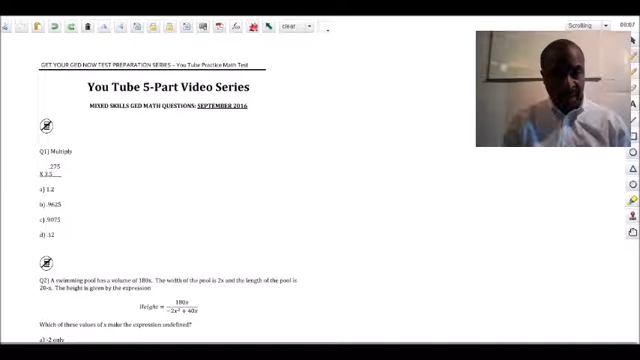 clear
Scrolling
00:07
GET YOUR GED NOW TEST PREPARATION SERIES – You Tube Practice Math Test
You Tube 5-Part Video Series
MIXED SKILLS GED MATH QUESTIONS: SEPTEMBER 2016
Q1) Multiply
.275
X 3.5
a) 1.2
b) .9625
c) .9075
d) .12
Q2) A swimming pool has a volume of 180x. The width of the pool is 2x and the length of the pool is
20-x. The height is given by the expression
Height = 180x / −2x² + 40x
Which of these values of x make the expression undefined?
a) -2 only